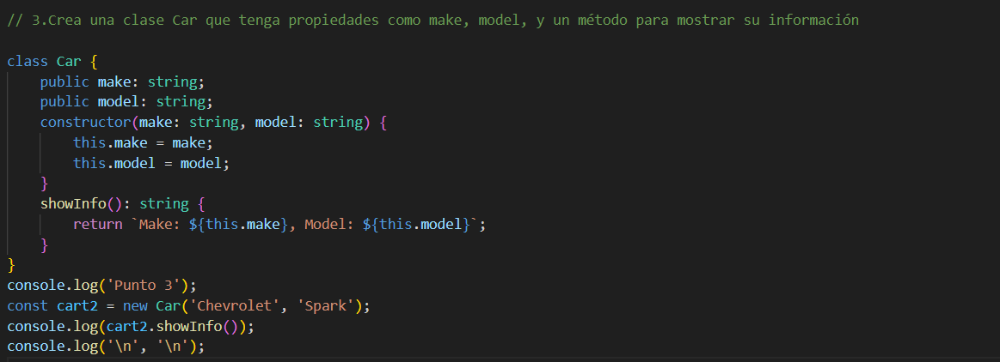 // 3.Crea una clase Car que tenga propiedades como make, model, y un método para mostrar su información
class Car {
    public make: string;
    public model: string;
    constructor(make: string, model: string) {
        this.make = make;
        this.model = model;
    }
    showInfo(): string {
        return `Make: ${this.make}, Model: ${this.model}`;
    }
}
console.log('Punto 3');
const cart2 = new Car('Chevrolet', 'Spark');
console.log(cart2.showInfo());
console.log('\n', '\n');